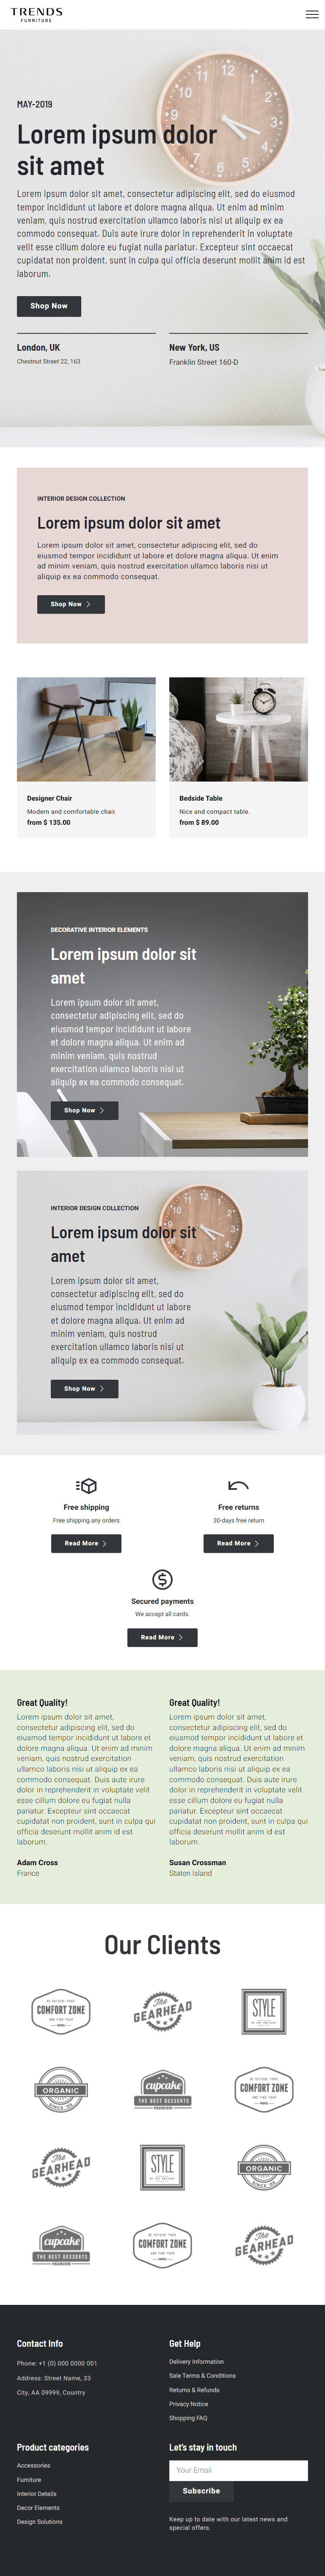 TRENDS
FURNITURE
MAY-2019
Lorem ipsum dolor
sit amet
Lorem ipsum dolor sit amet, consectetur adipiscing elit, sed do eiusmod
tempor incididunt ut labore et dolore magna aliqua. Ut enim ad minim
veniam, quis nostrud exercitation ullamco laboris nisi ut aliquip ex ea
commodo consequat. Duis aute irure dolor in reprehenderit in voluptate
velit esse cillum dolore eu fugiat nulla pariatur. Excepteur sint occaecat
cupidatat non proident, sunt in culpa qui officia deserunt mollit anim id est
laborum.
Shop Now
London, UK
Chestnut Street 22, 163
New York, US
Franklin Street 160-D
INTERIOR DESIGN COLLECTION
Lorem ipsum dolor sit amet
Lorem ipsum dolor sit amet, consectetur adipiscing elit, sed do
eiusmod tempor incididunt ut labore et dolore magna aliqua. Ut enim
ad minim veniam, quis nostrud exercitation ullamco laboris nisi ut
aliquip ex ea commodo consequat.
Shop Now
Designer Chair
Modern and comfortable chair.
from $ 135.00
Bedside Table
Nice and compact table.
from $ 89.00
DECORATIVE INTERIOR ELEMENTS
Lorem ipsum dolor sit
amet
Lorem ipsum dolor sit amet,
consectetur adipiscing elit, sed do
eiusmod tempor incididunt ut labore
et dolore magna aliqua. Ut enim ad
minim veniam, quis nostrud
exercitation ullamco laboris nisi ut
aliquip ex ea commodo consequat.
Shop Now
INTERIOR DESIGN COLLECTION
Lorem ipsum dolor sit
amet
Lorem ipsum dolor sit amet,
consectetur adipiscing elit, sed do
eiusmod tempor incididunt ut labore
et dolore magna aliqua. Ut enim ad
minim veniam, quis nostrud
exercitation ullamco laboris nisi ut
aliquip ex ea commodo consequat.
Shop Now
Free shipping
Free shipping any orders
Read More
Free returns
30-days free return
Read More
Secured payments
We accept all cards.
Read More
Great Quality!
Lorem ipsum dolor sit amet,
consectetur adipiscing elit, sed do
eiusmod tempor incididunt ut labore et
dolore magna aliqua. Ut enim ad minim
veniam, quis nostrud exercitation
ullamco laboris nisi ut aliquip ex ea
commodo consequat. Duis aute irure
dolor in reprehenderit in voluptate velit
esse cillum dolore eu fugiat nulla
pariatur. Excepteur sint occaecat
cupidatat non proident, sunt in culpa qui
officia deserunt mollit anim id est
laborum.
Adam Cross
France
Great Quality!
Lorem ipsum dolor sit amet,
consectetur adipiscing elit, sed do
eiusmod tempor incididunt ut labore et
dolore magna aliqua. Ut enim ad minim
veniam, quis nostrud exercitation
ullamco laboris nisi ut aliquip ex ea
commodo consequat. Duis aute irure
dolor in reprehenderit in voluptate velit
esse cillum dolore eu fugiat nulla
pariatur. Excepteur sint occaecat
cupidatat non proident, sunt in culpa qui
officia deserunt mollit anim id est
laborum.
Susan Crossman
Staten Island
Our Clients
COMFORT ZONE
The
GEARHEAD
STYLE
ORGANIC
cupcake
THE BEST DESSERTS
PREMIUM
COMFORT ZONE
The
GEARHEAD
STYLE
ORGANIC
cupcake
THE BEST DESSERTS
PREMIUM
COMFORT ZONE
The
GEARHEAD
Contact Info
Phone: +1 (0) 000 0000 001
Address: Street Name, 33
City, AA 09999, Country
Get Help
Delivery Information
Sale Terms & Conditions
Returns & Refunds
Privacy Notice
Shopping FAQ
Product categories
Accessories
Furniture
Interior Details
Decor Elements
Design Solutions
Let's stay in touch
Your Email
Subscribe
Keep up to date with our latest news and
special offers.